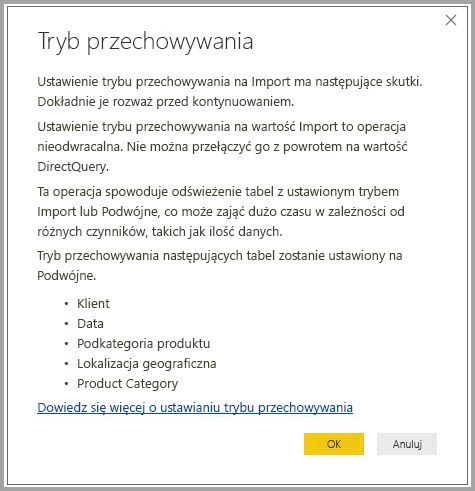 Tryb przechowywania
Ustawienie trybu przechowywania na Import ma następujące skutki.
Dokładnie je rozważ przed kontynuowaniem.
Ustawienie trybu przechowywania na wartość Import to operacja
nieodwracalna. Nie można przełączyć go z powrotem na wartość
DirectQuery.
Ta operacja spowoduje odświeżenie tabel z ustawionym trybem
Import lub Podwójne, co może zająć dużo czasu w zależności od
różnych czynników, takich jak ilość danych.
Tryb przechowywania następujących tabel zostanie ustawiony na
Podwójne.
• Klient
• Data
• Podkategoria produktu
• Lokalizacja geograficzna
• Product Category
Dowiedz się więcej o ustawianiu trybu przechowywania
OK Anuluj